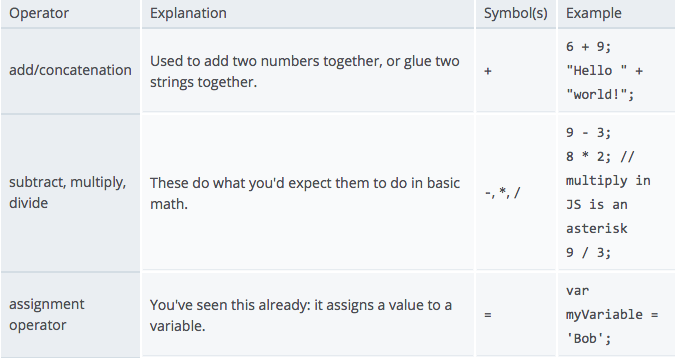 Operator Explanation Symbol(s) Example
add/concatenation
Used to add two numbers together, or glue two
strings together.
+
6 + 9;
"Hello " +
"world!";
subtract, multiply,
divide
These do what you'd expect them to do in basic
math.
-, *, /
9 - 3;
8 * 2; //
multiply in
JS is an
asterisk
9 / 3;
assignment
operator
You've seen this already: it assigns a value to a
variable.
=
var
myVariable =
'Bob';